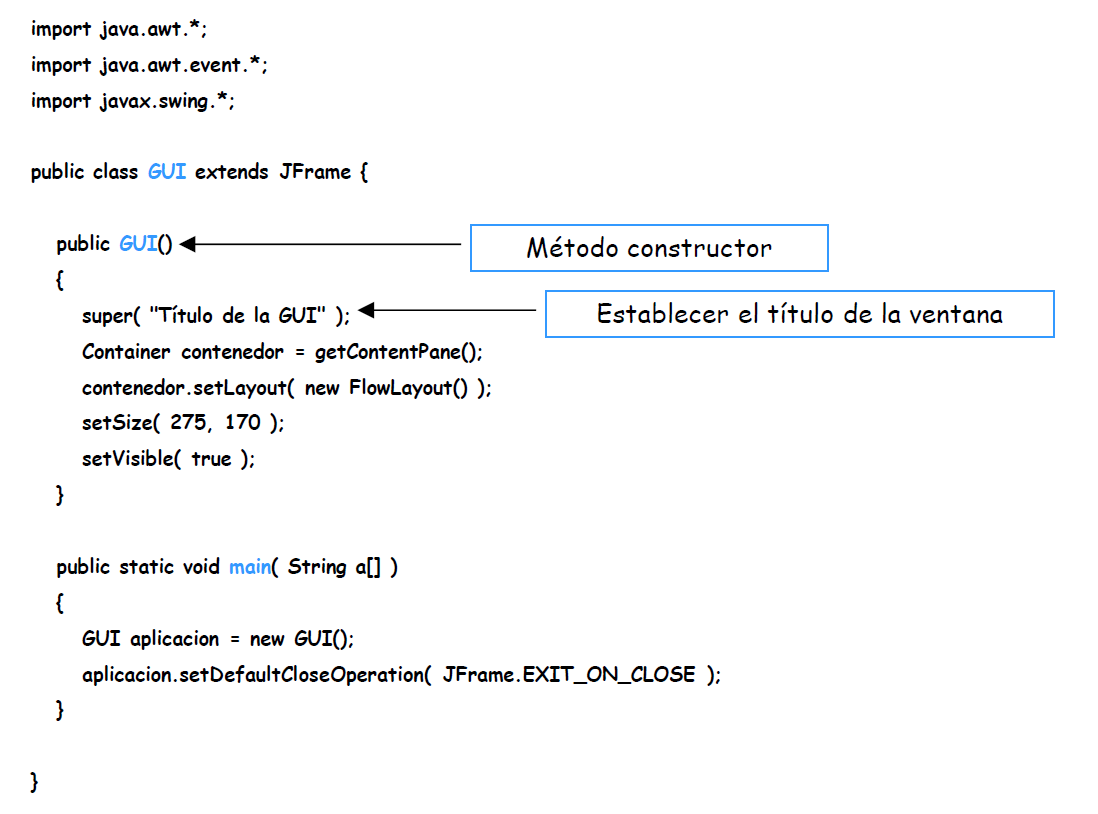 import java.awt.*;
import java.awt.event.*;
import javax.swing.*;
public class GUI extends JFrame {
public GUI()
Método constructor
{
super( "Título de la GUI" );
Establecer el título de la ventana
Container contenedor = getContentPane();
contenedor.setLayout( new FlowLayout() );
setSize( 275, 170 );
setVisible( true );
}
public static void main( String a[] )
{
GUI aplicacion = new GUI();
aplicacion.setDefaultCloseOperation( JFrame.EXIT_ON_CLOSE );
}
}